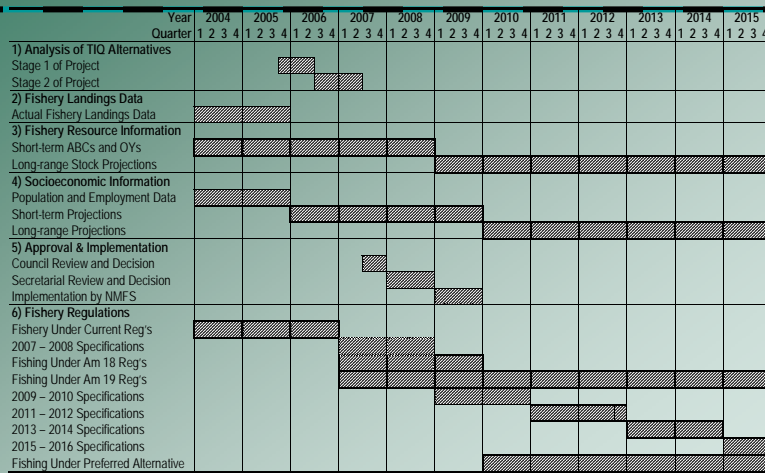 Year 2004 2005 2006 2007 2008 2009 2010 2011 2012 2013 2014 2015
Quarter 1 2 3 4 1 2 3 4 1 2 3 4 1 2 3 4 1 2 3 4 1 2 3 4 1 2 3 4 1 2 3 4 1 2 3 4 1 2 3 4 1 2 3 4 1 2 3 4
1) Analysis of TIQ Alternatives
Stage 1 of Project
Stage 2 of Project
2) Fishery Landings Data
Actual Fishery Landings Data
3) Fishery Resource Information
Short-term ABCs and OYs
Long-range Stock Projections
4) Socioeconomic Information
Population and Employment Data
Short-term Projections
Long-range Projections
5) Approval & Implementation
Council Review and Decision
Secretarial Review and Decision
Implementation by NMFS
6) Fishery Regulations
Fishery Under Current Reg's
2007 – 2008 Specifications
Fishing Under Am 18 Reg's
Fishing Under Am 19 Reg's
2009 – 2010 Specifications
2011 – 2012 Specifications
2013 – 2014 Specifications
2015 – 2016 Specifications
Fishing Under Preferred Alternative